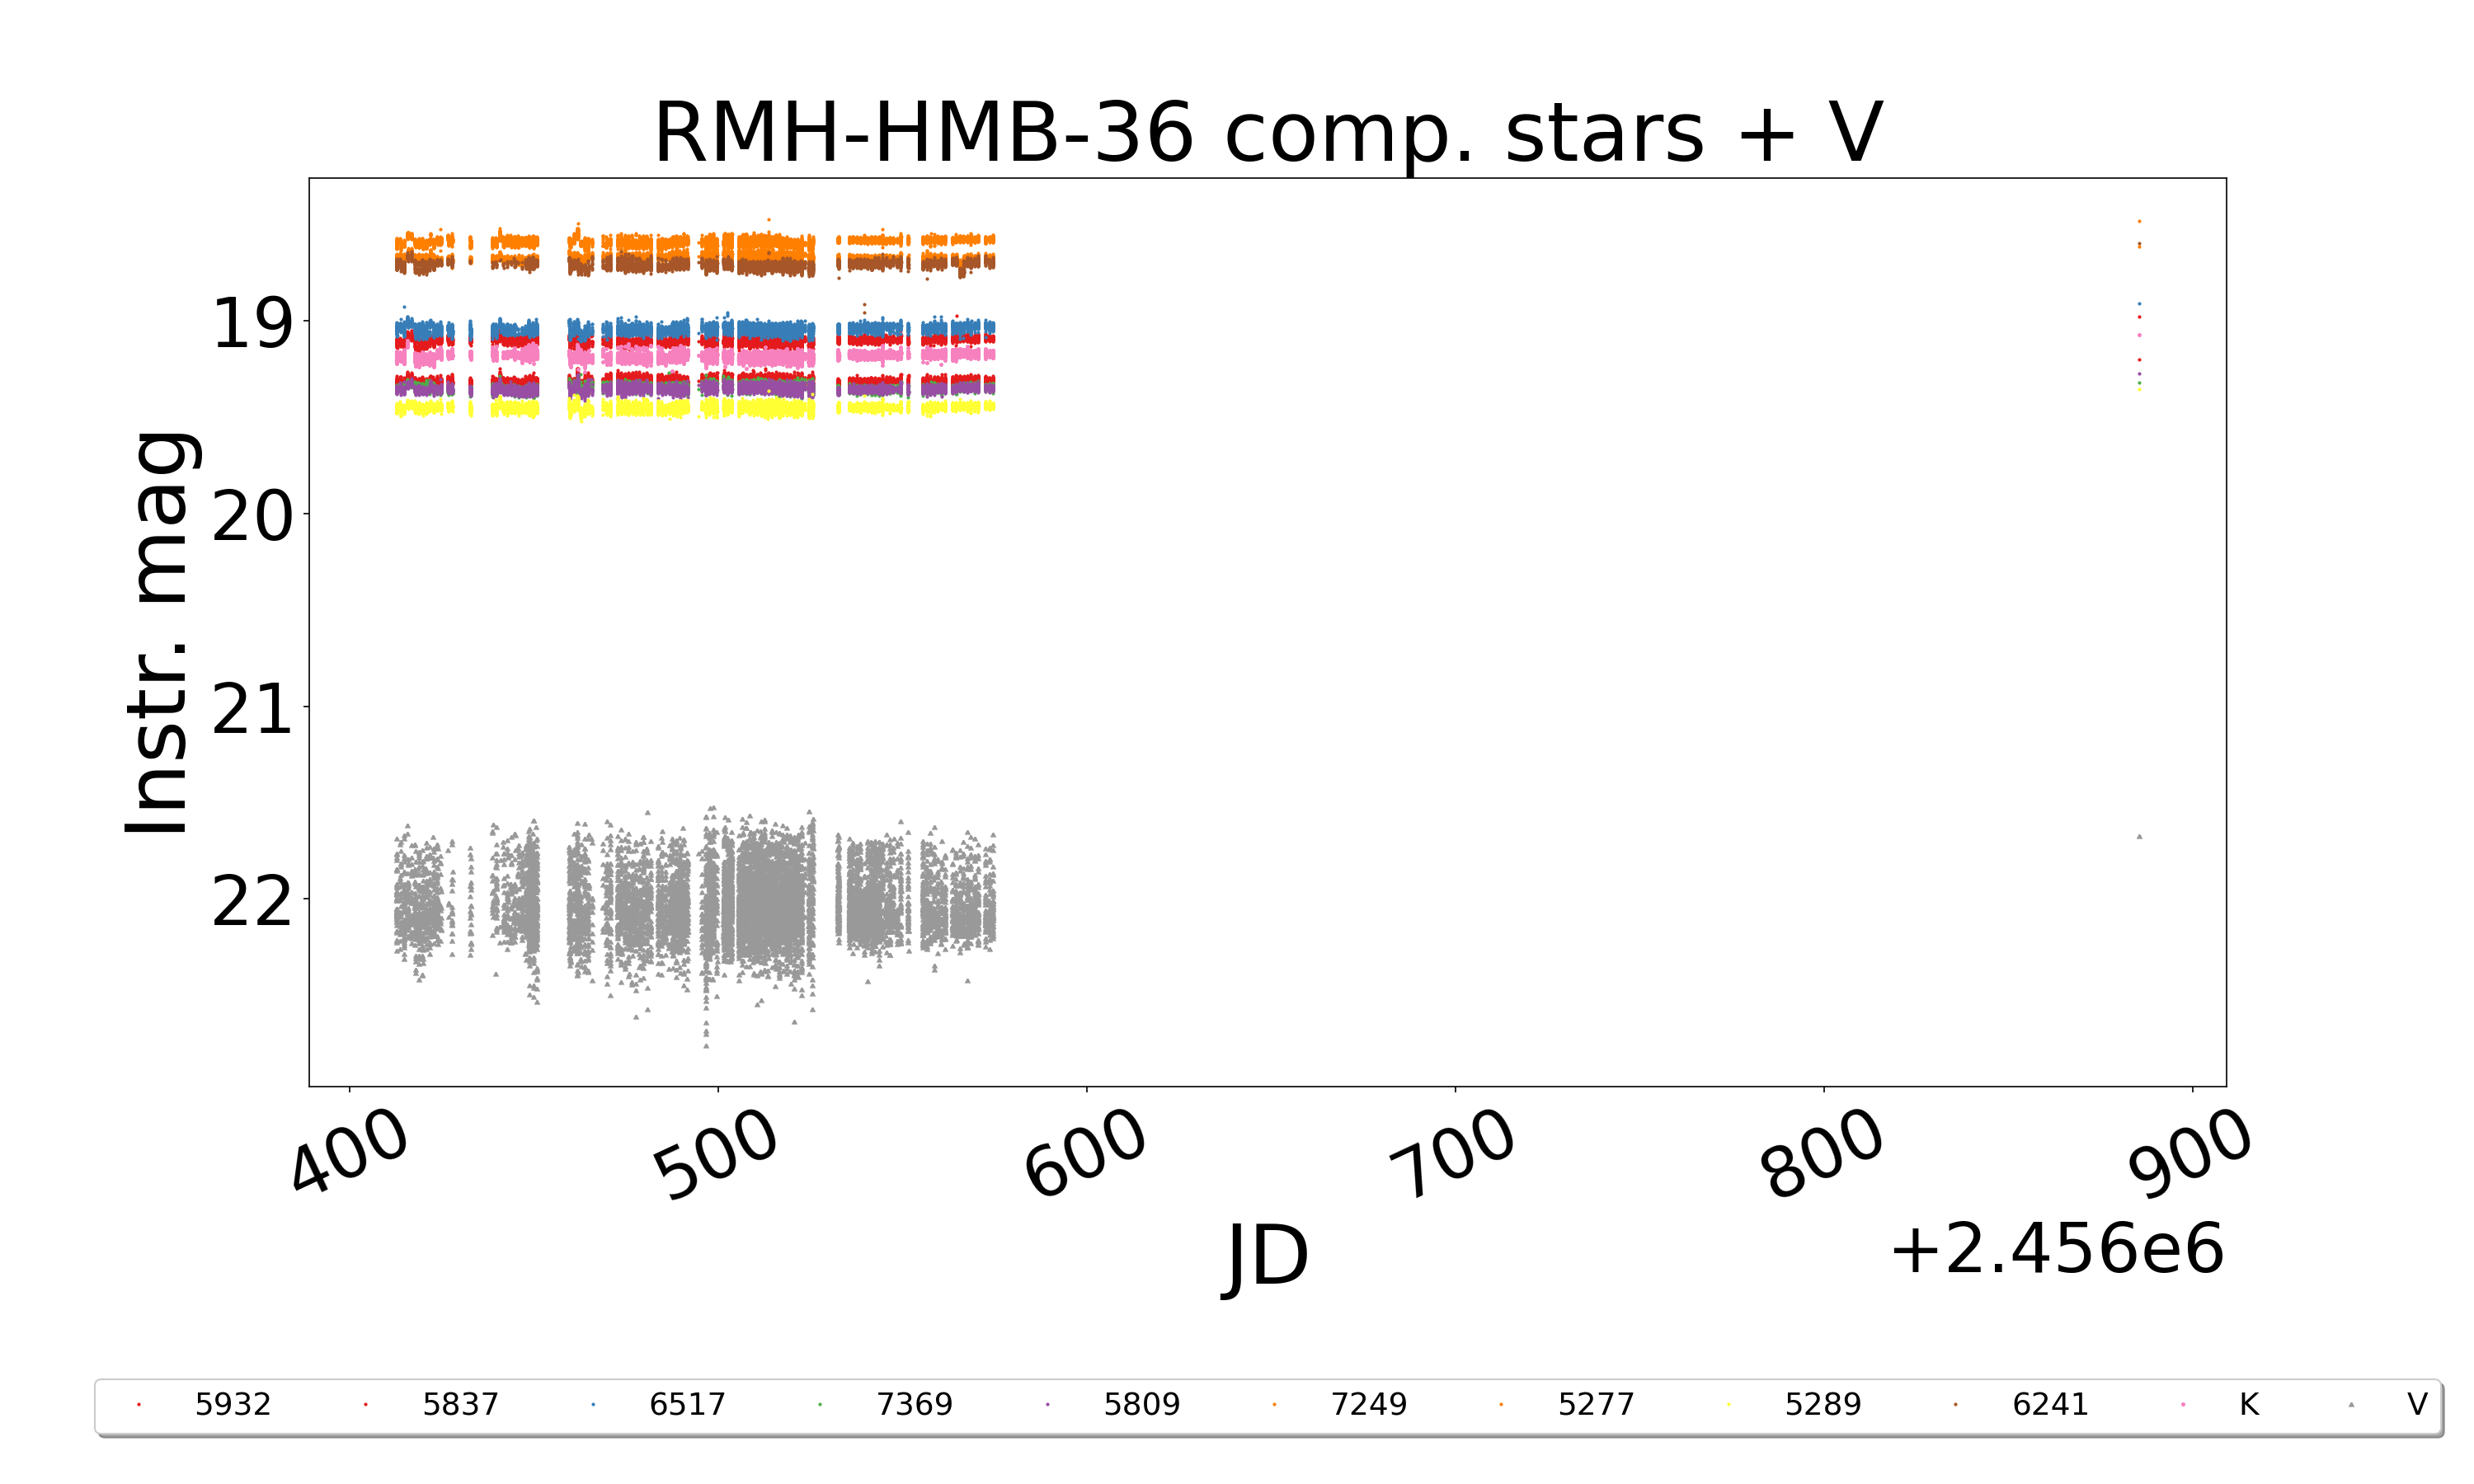 RMH-HMB-36 comp. stars + V
Instr. mag
19
20
21
22
400 500 600 700 800 900
JD
+2.456e6
5932 5837 6517 7369 5809 7249 5277 5289 6241 K V